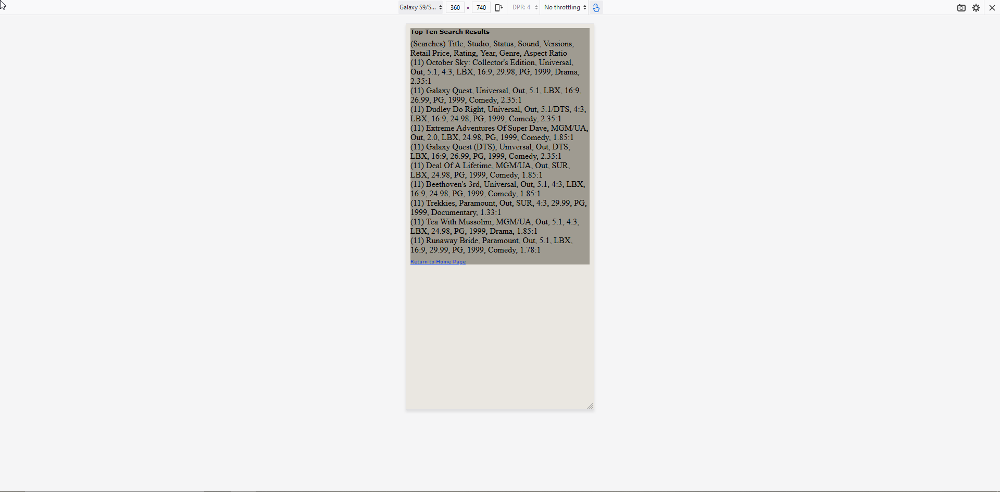 Galaxy S9/S... 360 × 740 DPR: 4 No throttling
Top Ten Search Results
(Searches) Title, Studio, Status, Sound, Versions,
Retail Price, Rating, Year, Genre, Aspect Ratio
(11) October Sky: Collector's Edition, Universal,
Out, 5.1, 4:3, LBX, 16:9, 29.98, PG, 1999, Drama,
2.35:1
(11) Galaxy Quest, Universal, Out, 5.1, LBX, 16:9,
26.99, PG, 1999, Comedy, 2.35:1
(11) Dudley Do Right, Universal, Out, 5.1/DTS, 4:3,
LBX, 16:9, 24.98, PG, 1999, Comedy, 2.35:1
(11) Extreme Adventures Of Super Dave, MGM/UA,
Out, 2.0, LBX, 24.98, PG, 1999, Comedy, 1.85:1
(11) Galaxy Quest (DTS), Universal, Out, DTS,
LBX, 16:9, 26.99, PG, 1999, Comedy, 2.35:1
(11) Deal Of A Lifetime, MGM/UA, Out, SUR,
LBX, 24.98, PG, 1999, Comedy, 1.85:1
(11) Beethoven's 3rd, Universal, Out, 5.1, 4:3, LBX,
16:9, 24.98, PG, 1999, Comedy, 1.85:1
(11) Trekkies, Paramount, Out, SUR, 4:3, 29.99, PG,
1999, Documentary, 1.33:1
(11) Tea With Mussolini, MGM/UA, Out, 5.1, 4:3,
LBX, 24.98, PG, 1999, Drama, 1.85:1
(11) Runaway Bride, Paramount, Out, 5.1, LBX,
16:9, 29.99, PG, 1999, Comedy, 1.78:1
Return to Home Page